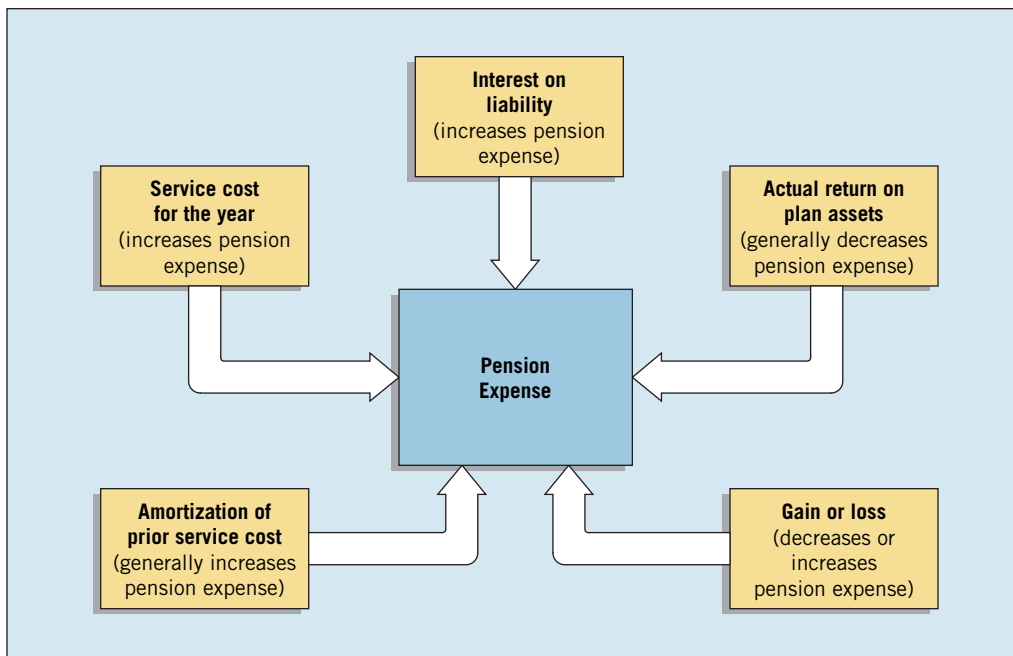 Interest on
liability
(increases pension
expense)
Service cost
for the year
(increases pension
expense)
Actual return on
plan assets
(generally decreases
pension expense)
Pension
Expense
Amortization of
prior service cost
(generally increases
pension expense)
Gain or loss
(decreases or
increases
pension expense)